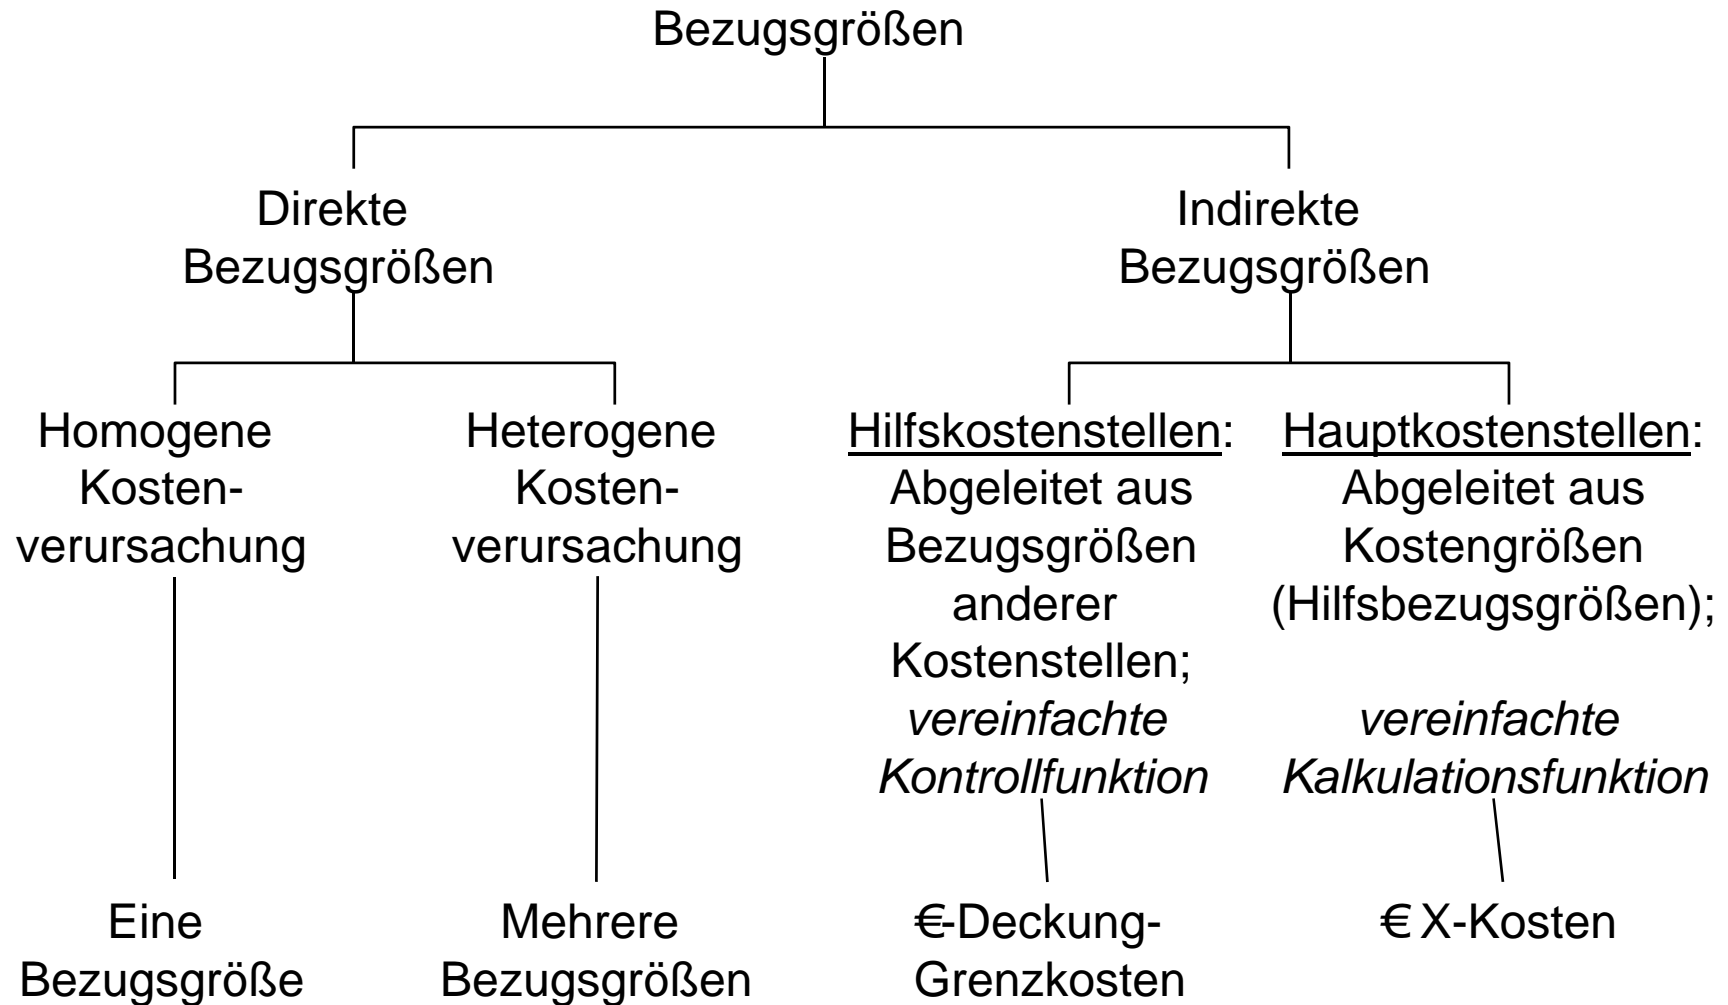 Bezugsgrößen
Direkte
Bezugsgrößen
Indirekte
Bezugsgrößen
Homogene
Kosten-
verursachung
Heterogene
Kosten-
verursachung
Hilfskostenstellen:
Abgeleitet aus
Bezugsgrößen
anderer
Kostenstellen;
vereinfachte
Kontrollfunktion
Hauptkostenstellen:
Abgeleitet aus
Kostengrößen
(Hilfsbezugsgrößen);
vereinfachte
Kalkulationsfunktion
Eine
Bezugsgröße
Mehrere
Bezugsgrößen
€-Deckung-
Grenzkosten
€ X-Kosten